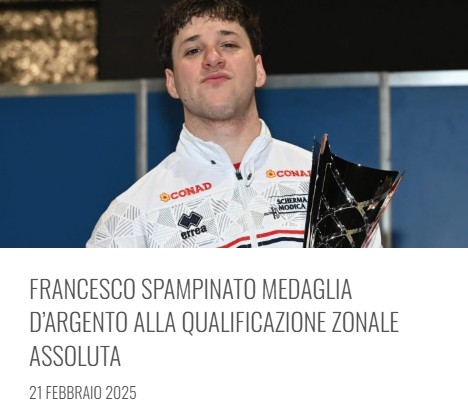 CONAD
CONAD
errea
SCHERMA
MODICA
FRANCESCO SPAMPINATO MEDAGLIA
D'ARGENTO ALLA QUALIFICAZIONE ZONALE
ASSOLUTA
21 FEBBRAIO 2025